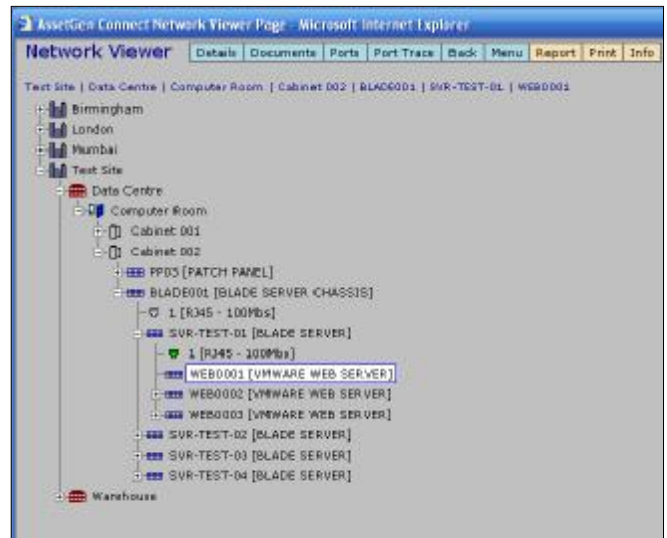 AssetGen Connect Network Viewer Page - Microsoft Internet Explorer
Network Viewer Details Documents Ports Port Trace Back Menu Report Print Info
Test Site | Data Centre | Computer Room | Cabinet 002 | BLADE001 | SVR-TEST-01 | WEB0001
Birmingham
London
Mumbai
Test Site
Data Centre
Computer Room
Cabinet 001
Cabinet 002
PP03 [PATCH PANEL]
BLADE001 [BLADE SERVER CHASSIS]
1 [RJ45 - 100Mbs]
SVR-TEST-01 [BLADE SERVER]
1 [RJ45 - 100Mbs]
WEB0001 [VMWARE WEB SERVER]
WEB0002 [VMWARE WEB SERVER]
WEB0003 [VMWARE WEB SERVER]
SVR-TEST-02 [BLADE SERVER]
SVR-TEST-03 [BLADE SERVER]
SVR-TEST-04 [BLADE SERVER]
Warehouse